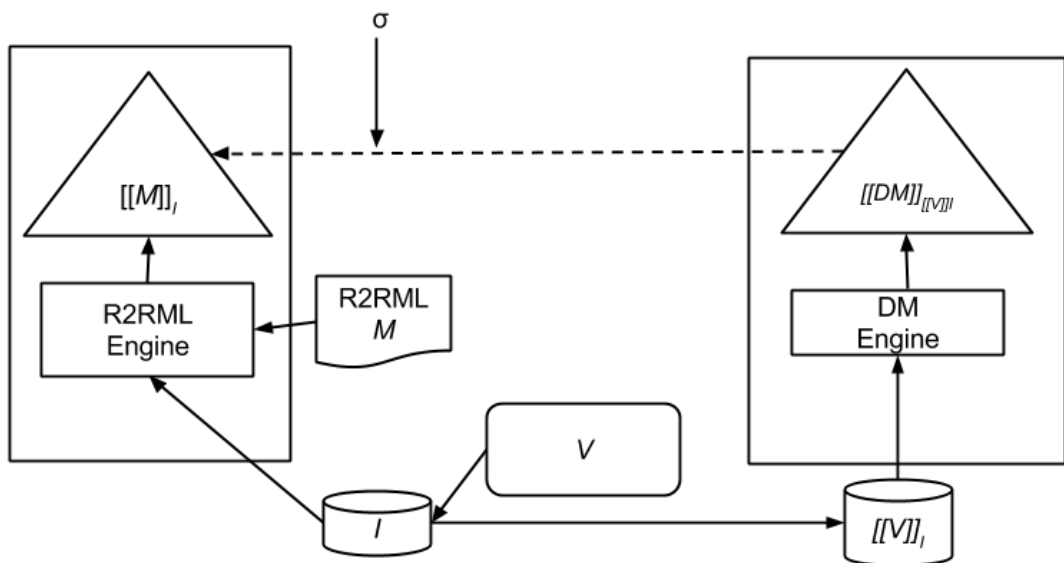 σ
[[M]]I
[[DM]][[V]]I
R2RML
Engine
R2RML
M
DM
Engine
V
I
[[V]]I